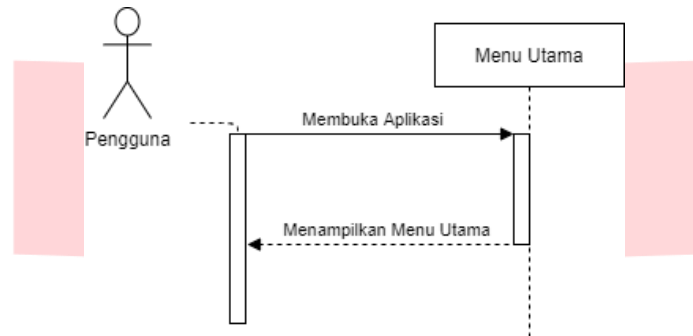 Menu Utama
Pengguna
Membuka Aplikasi
Menampilkan Menu Utama